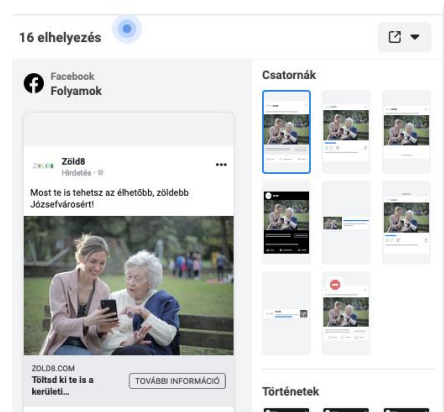 16 elhelyezés
Facebook
Folyamok
ZOLD8
Zöld8
Hirdetés
Most te is tehetsz az élhetőbb, zöldebb
Józsefvárosért!
ZOLD8.COM
Töltsd ki te is a
kerületi...
TOVÁBBI INFORMÁCIÓ
Csatornák
Történetek